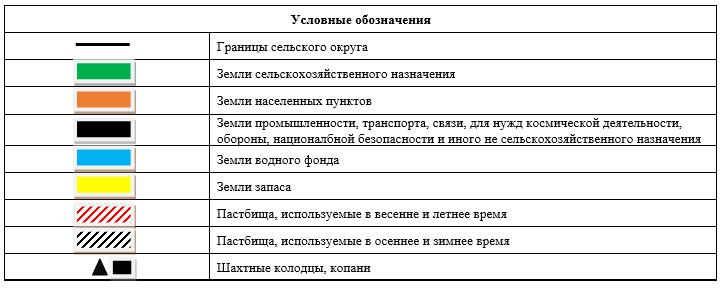 Условные обозначения
Границы сельского округа
Земли сельскохозяйственного назначения
Земли населенных пунктов
Земли промышленности, транспорта, связи, для нужд космической деятельности,
обороны, националбной безопасности и иного не сельскохозяйственного назначения
Земли водного фонда
Земли запаса
Пастбища, используемые в весенне и летнее время
Пастбища, используемые в осеннее и зимнее время
Шахтные колодцы, копани